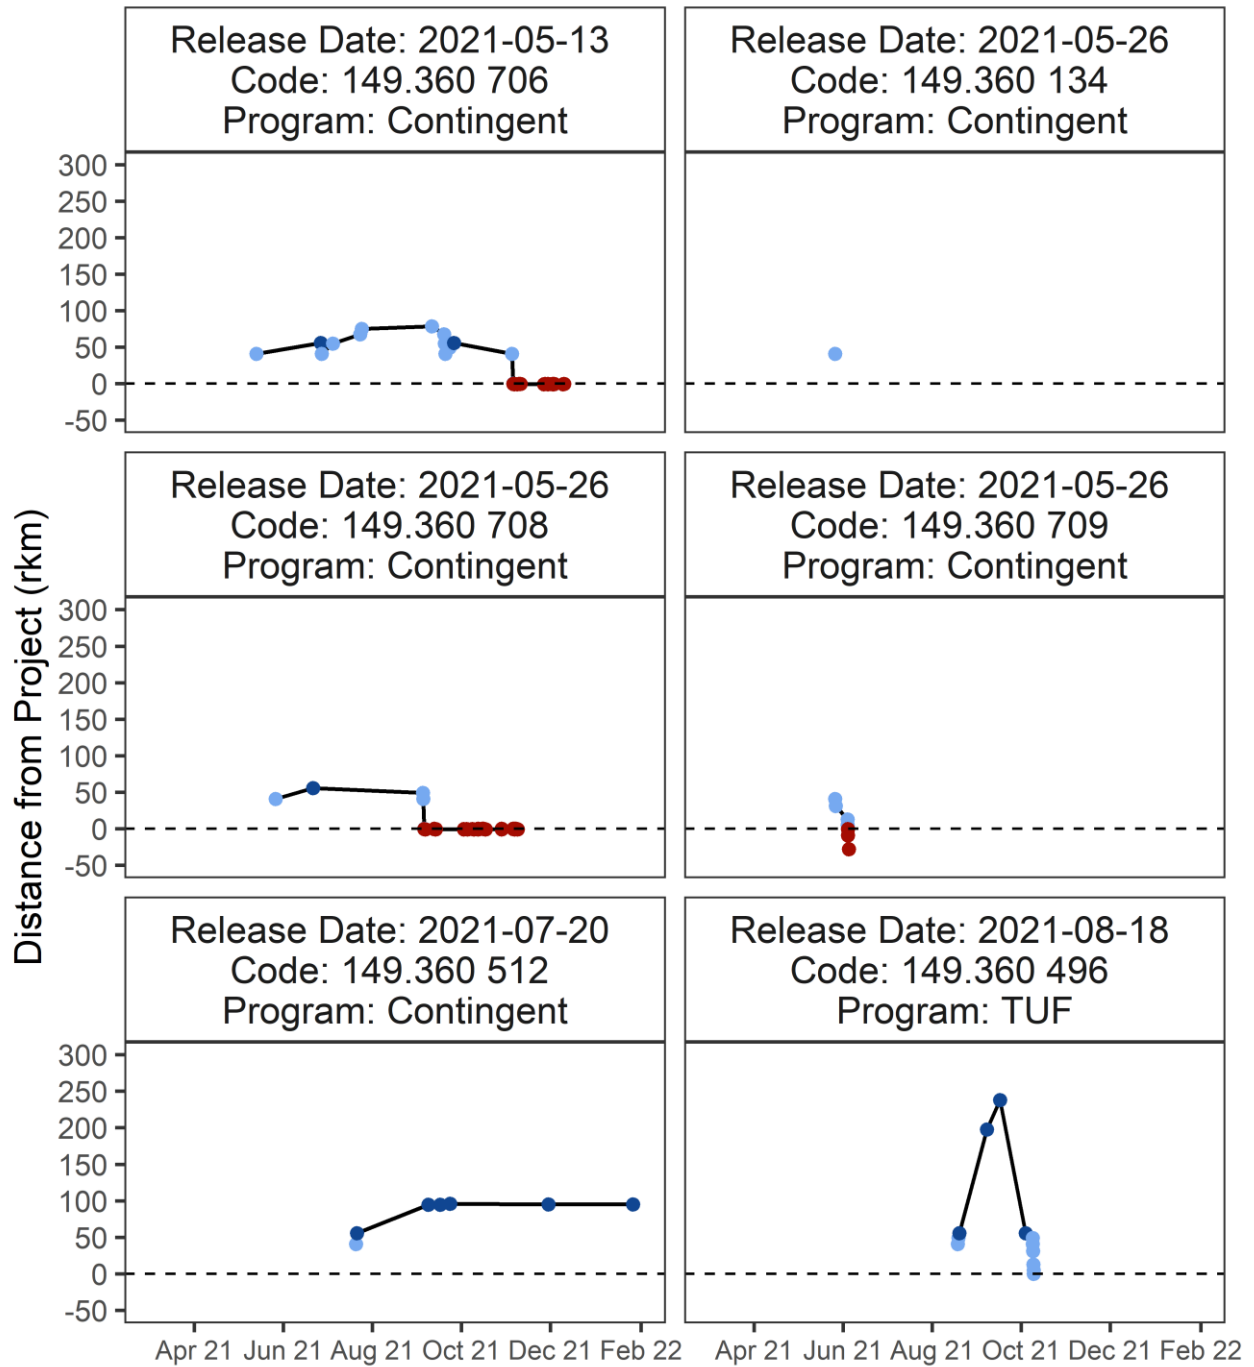 Release Date: 2021-05-13
Code: 149.360 706
Program: Contingent
Release Date: 2021-05-26
Code: 149.360 134
Program: Contingent
300
250
200
150
100
50
0
-50
Release Date: 2021-05-26
Code: 149.360 708
Program: Contingent
Release Date: 2021-05-26
Code: 149.360 709
Program: Contingent
Distance from Project (rkm)
300
250
200
150
100
50
0
-50
Release Date: 2021-07-20
Code: 149.360 512
Program: Contingent
Release Date: 2021-08-18
Code: 149.360 496
Program: TUF
300
250
200
150
100
50
0
-50
Apr 21 Jun 21 Aug 21 Oct 21 Dec 21 Feb 22
Apr 21 Jun 21 Aug 21 Oct 21 Dec 21 Feb 22